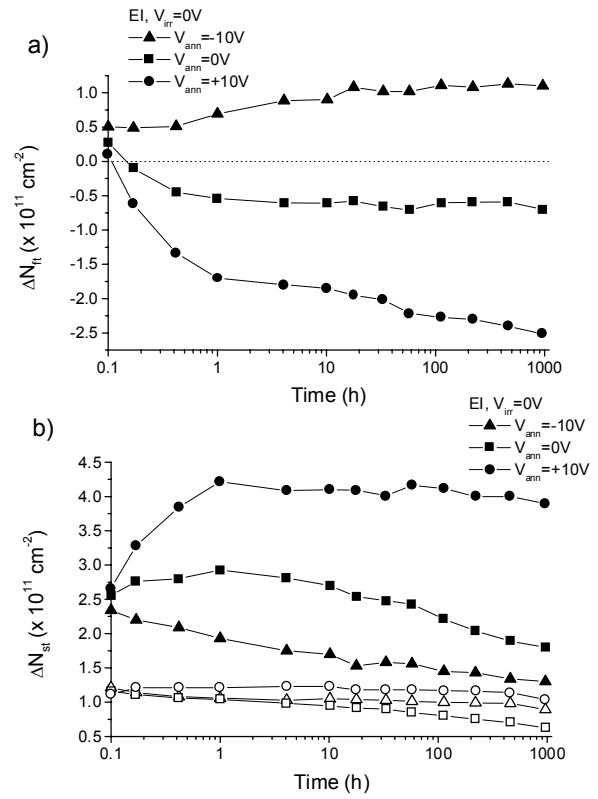 EI, V_irr=0V
a)
V_ann=-10V
V_ann=0V
V_ann=+10V
1.0
0.5
0.0
-0.5
-1.0
-1.5
-2.0
-2.5
ΔN_ft (x 10^11 cm^-2)
0.1 1 10 100 1000
Time (h)
EI, V_irr=0V
b)
V_ann=-10V
V_ann=0V
V_ann=+10V
4.5
4.0
3.5
3.0
2.5
2.0
1.5
1.0
0.5
ΔN_st (x 10^11 cm^-2)
0.1 1 10 100 1000
Time (h)